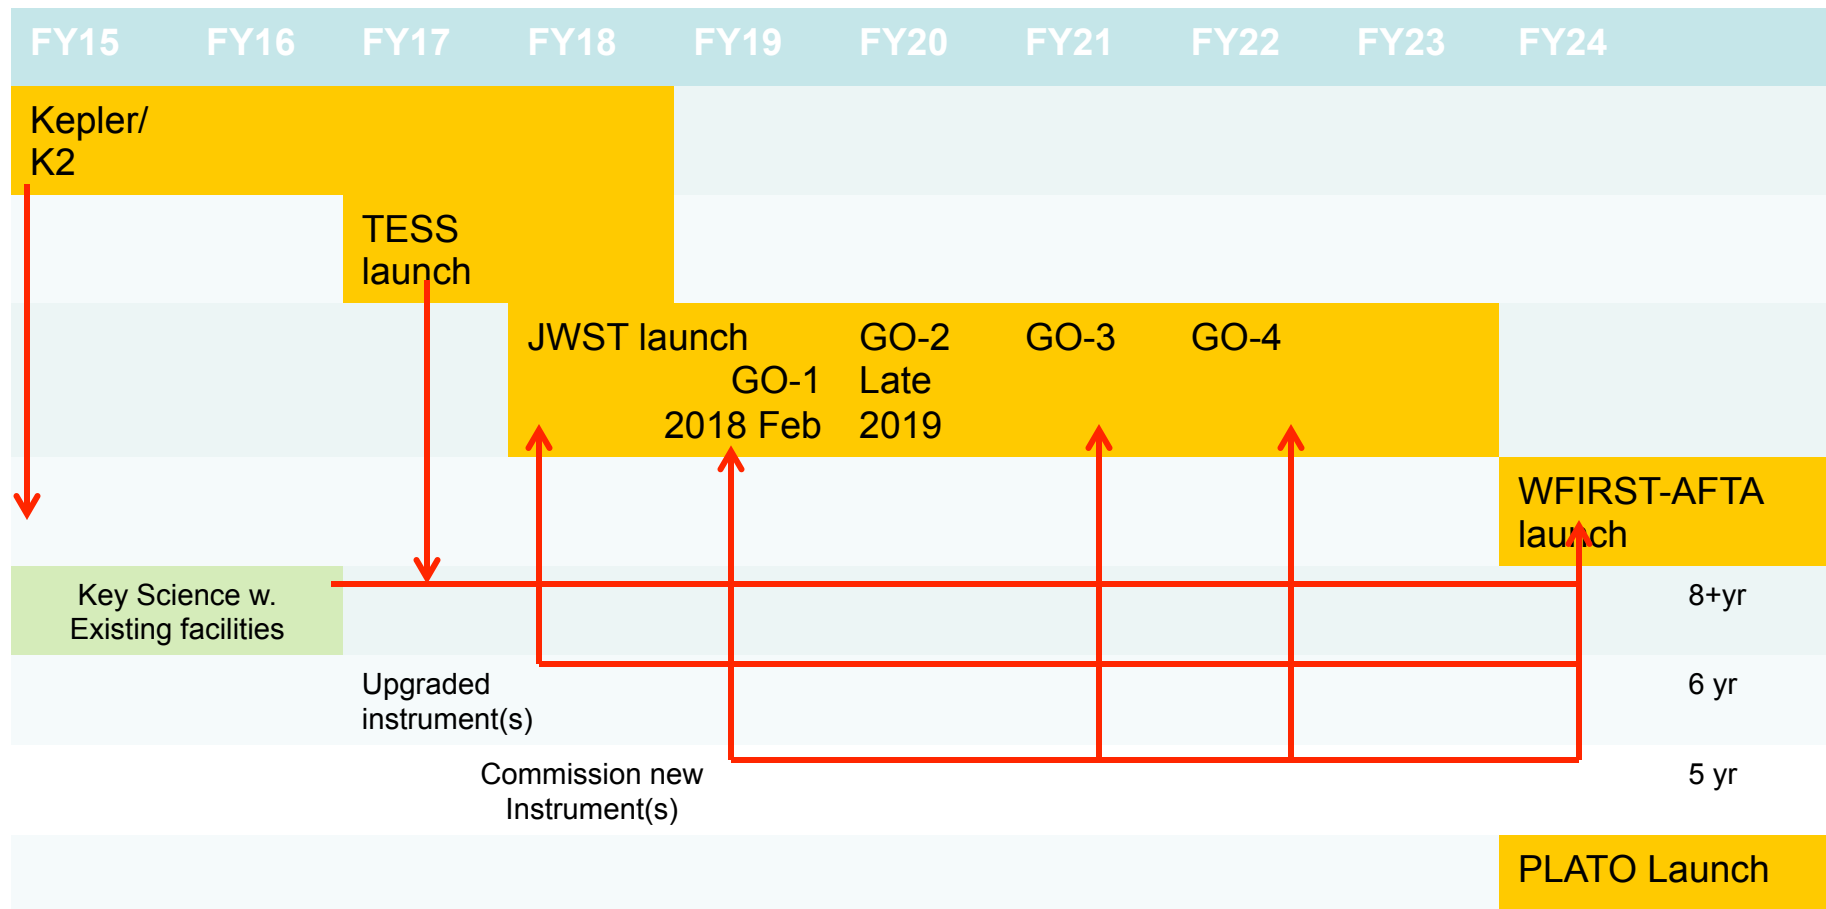 FY15 FY16 FY17 FY18 FY19 FY20 FY21 FY22 FY23 FY24
Kepler/
K2
TESS
launch
JWST launch GO-2 GO-3 GO-4
GO-1 Late
2018 Feb 2019
WFIRST-AFTA
launch
Key Science w.
Existing facilities
8+yr
Upgraded
instrument(s)
6 yr
Commission new
Instrument(s)
5 yr
PLATO Launch